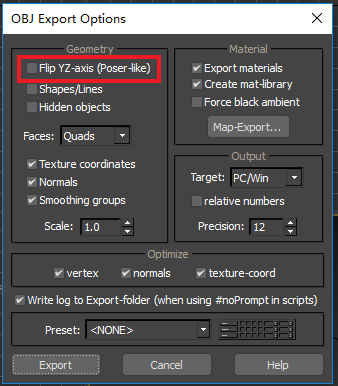 OBJ Export Options
Geometry
Flip YZ-axis (Poser-like)
Shapes/Lines
Hidden objects
Faces: Quads
Texture coordinates
Normals
Smoothing groups
Scale: 1.0
Material
Export materials
Create mat-library
Force black ambient
Map-Export...
Output
Target: PC/Win
relative numbers
Precision: 12
Optimize
vertex normals texture-coord
Write log to Export-folder (when using #noPrompt in scripts)
Preset: <NONE>
Export Cancel Help